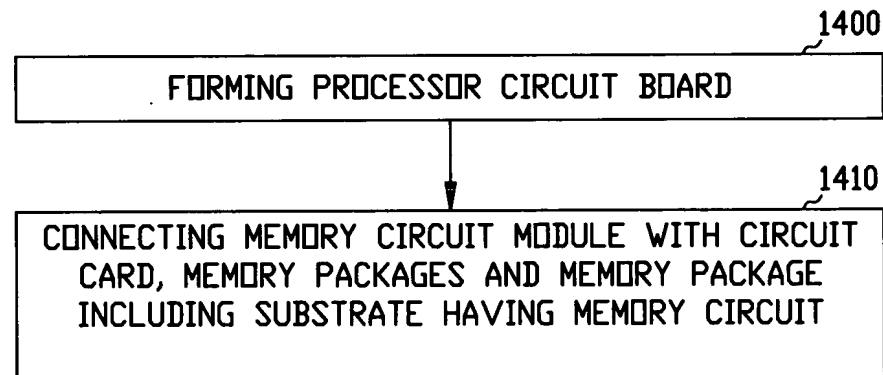 1400
FORMING PROCESSOR CIRCUIT BOARD
1410
CONNECTING MEMORY CIRCUIT MODULE WITH CIRCUIT
CARD, MEMORY PACKAGES AND MEMORY PACKAGE
INCLUDING SUBSTRATE HAVING MEMORY CIRCUIT